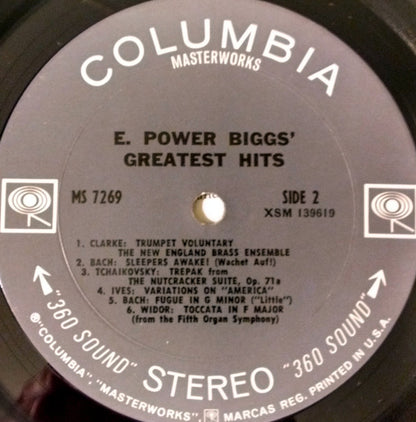 COLUMBIA
MASTERWORKS
E. POWER BIGGS'
GREATEST HITS
MS 7269
SIDE 2
XSM 139619
1. CLARKE: TRUMPET VOLUNTARY
THE NEW ENGLAND BRASS ENSEMBLE
2. BACH: SLEEPERS AWAKE! (Wachet Auf!)
3. TCHAIKOVSKY: TREPAK from
THE NUTCRACKER SUITE, Op. 71a
4. IVES: VARIATIONS ON "AMERICA"
5. BACH: FUGUE IN G MINOR ("Little")
6. WIDOR: TOCCATA IN F MAJOR
(from the Fifth Organ Symphony)
"360 SOUND" STEREO "360 SOUND"
®"COLUMBIA", "MASTERWORKS", MARCAS REG. PRINTED IN U.S.A.